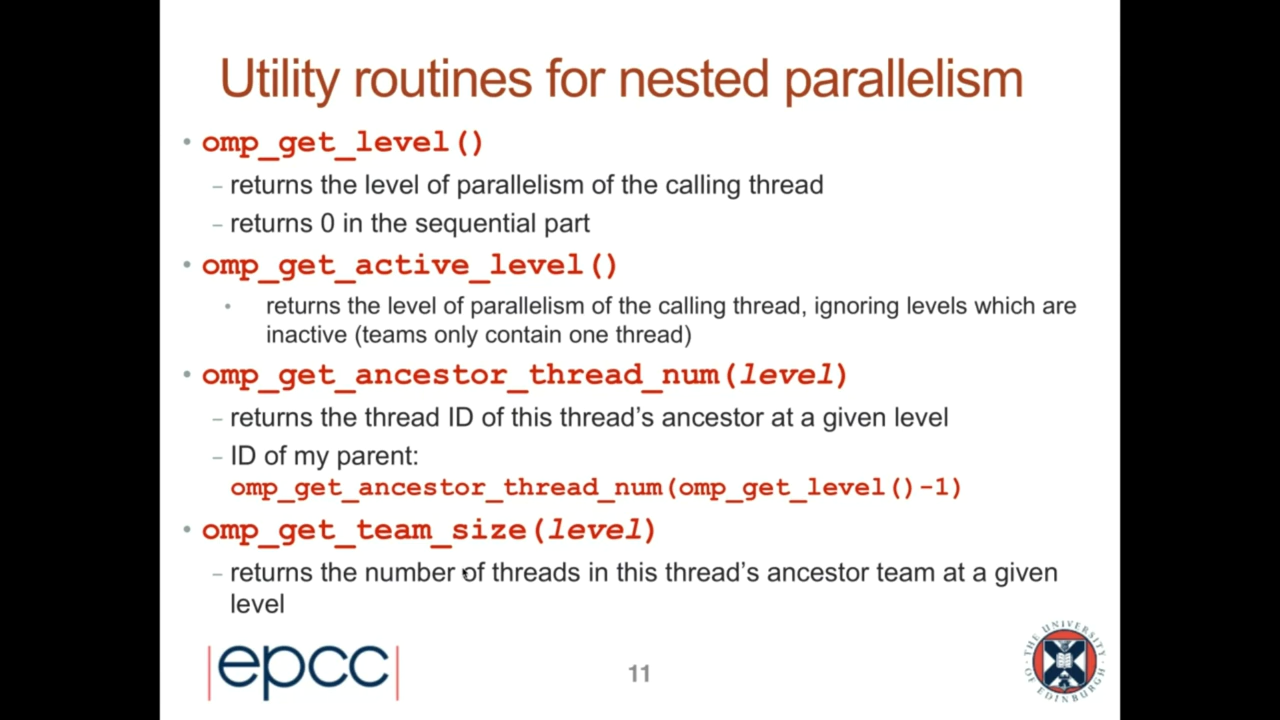 Utility routines for nested parallelism
• omp_get_level()
– returns the level of parallelism of the calling thread
– returns 0 in the sequential part
• omp_get_active_level()
• returns the level of parallelism of the calling thread, ignoring levels which are
inactive (teams only contain one thread)
• omp_get_ancestor_thread_num(level)
– returns the thread ID of this thread’s ancestor at a given level
– ID of my parent:
omp_get_ancestor_thread_num(omp_get_level()-1)
• omp_get_team_size(level)
– returns the number of threads in this thread’s ancestor team at a given
level
|epcc|
11
THE UNIVERSITY OF EDINBURGH